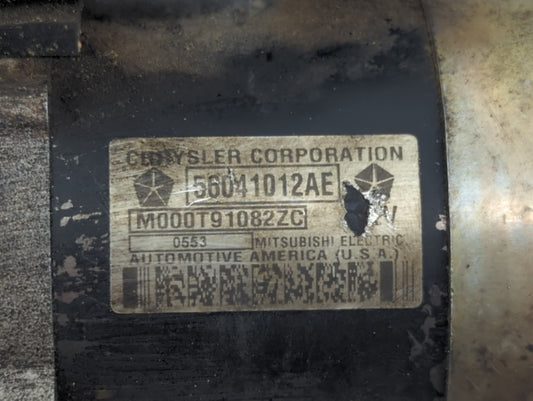 CHRYSLER CORPORATION
56041012AE
M000T91082ZC V
0553 MITSUBISHI ELECTRIC
AUTOMOTIVE AMERICA (U.S.A.)